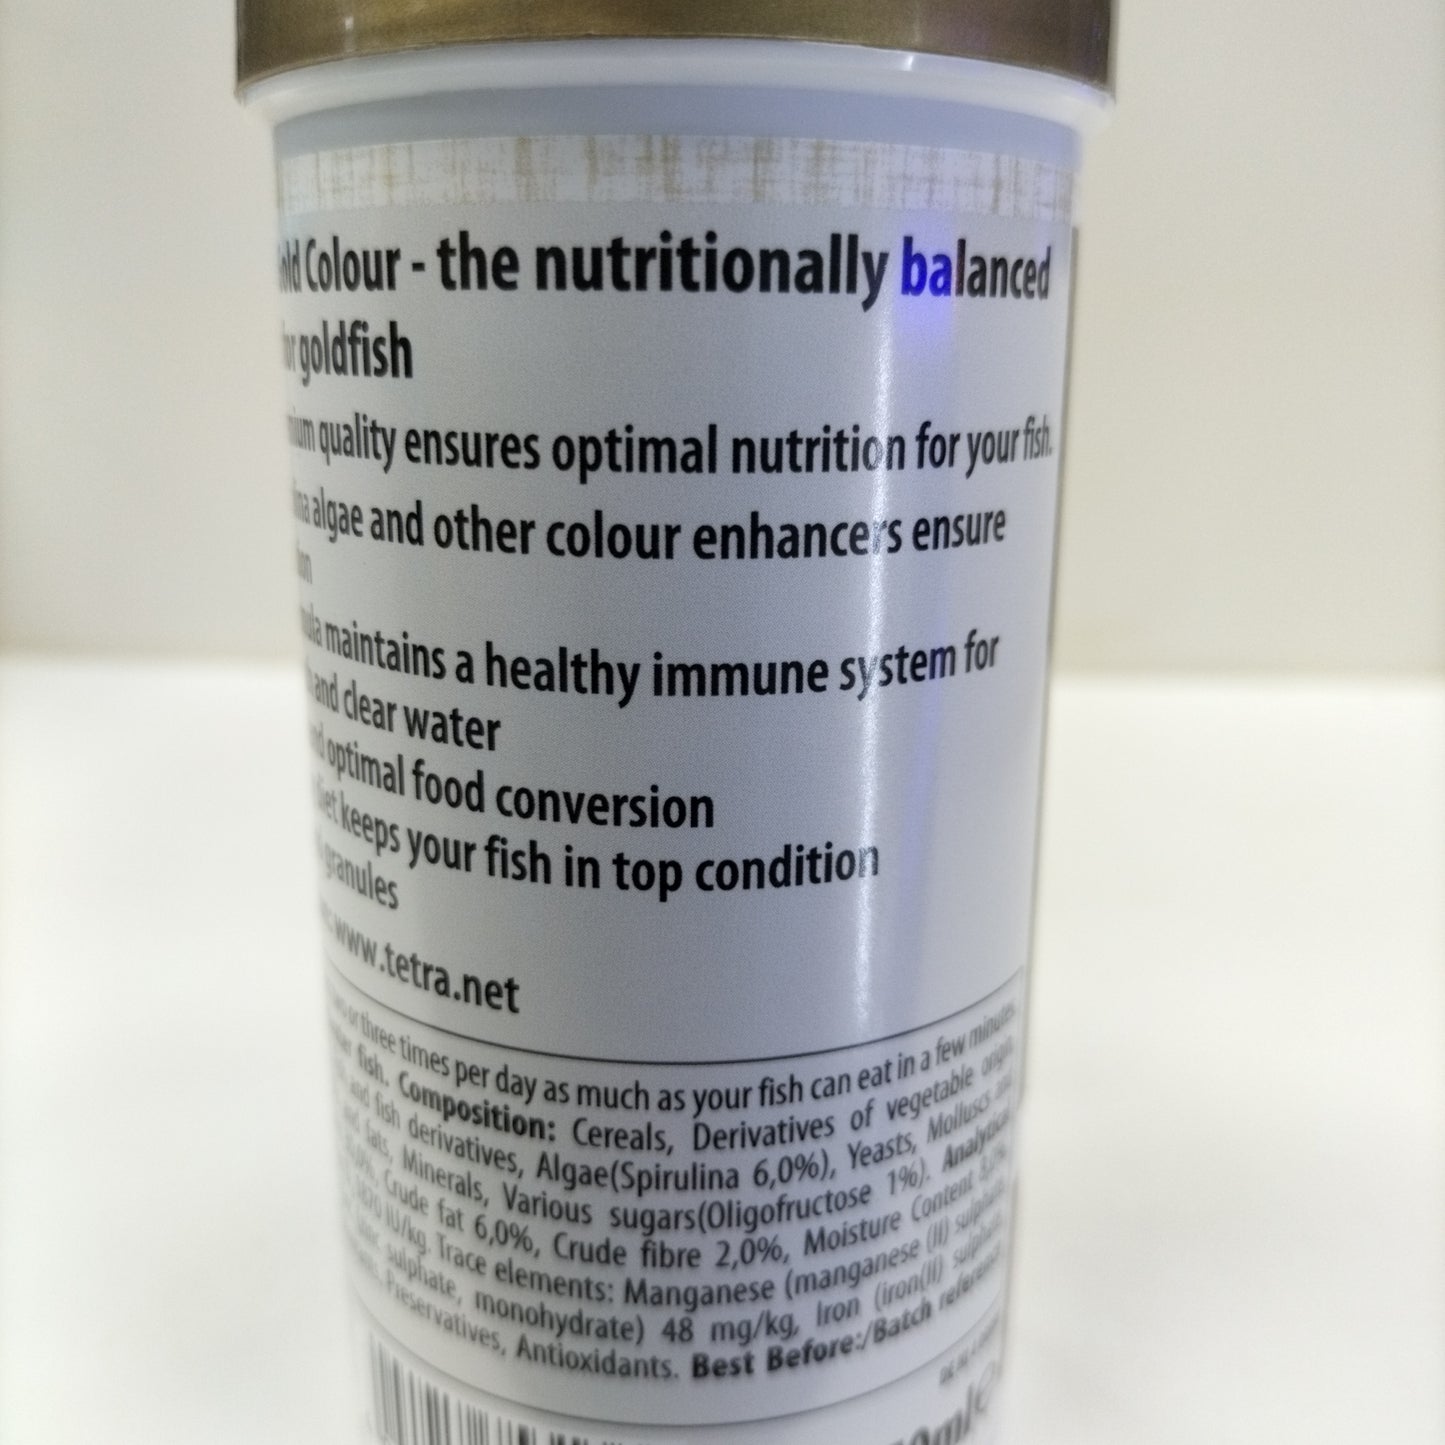 Colour - the nutritionally balanced
goldfish
quality ensures optimal nutrition for your fish.
algae and other colour enhancers ensure
maintains a healthy immune system for
and clear water
optimal food conversion
keeps your fish in top condition
granules
www.tetra.net
two or three times per day as much as your fish can eat in a few minutes.
fish. Composition: Cereals, Derivatives of vegetable origin,
and fish derivatives, Algae(Spirulina 6,0%), Yeasts, Molluscs and
and fats, Minerals, Various sugars(Oligofructose 1%). Analytical
Crude fat 6,0%, Crude fibre 2,0%, Moisture Content
IU/kg. Trace elements: Manganese (manganese (II) sulphate,
sulphate, monohydrate) 48 mg/kg, Iron (iron(II) sulphate,
Preservatives, Antioxidants. Best Before:/Batch reference